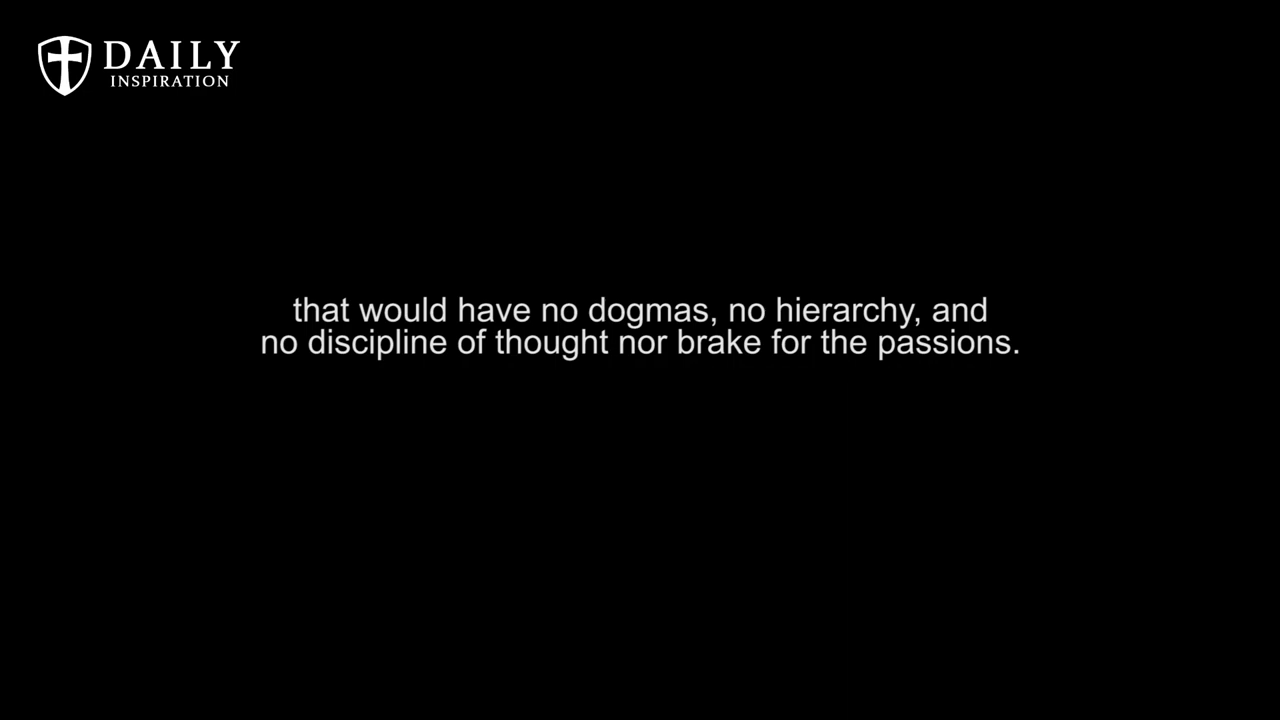 DAILY
INSPIRATION
that would have no dogmas, no hierarchy, and
no discipline of thought nor brake for the passions.